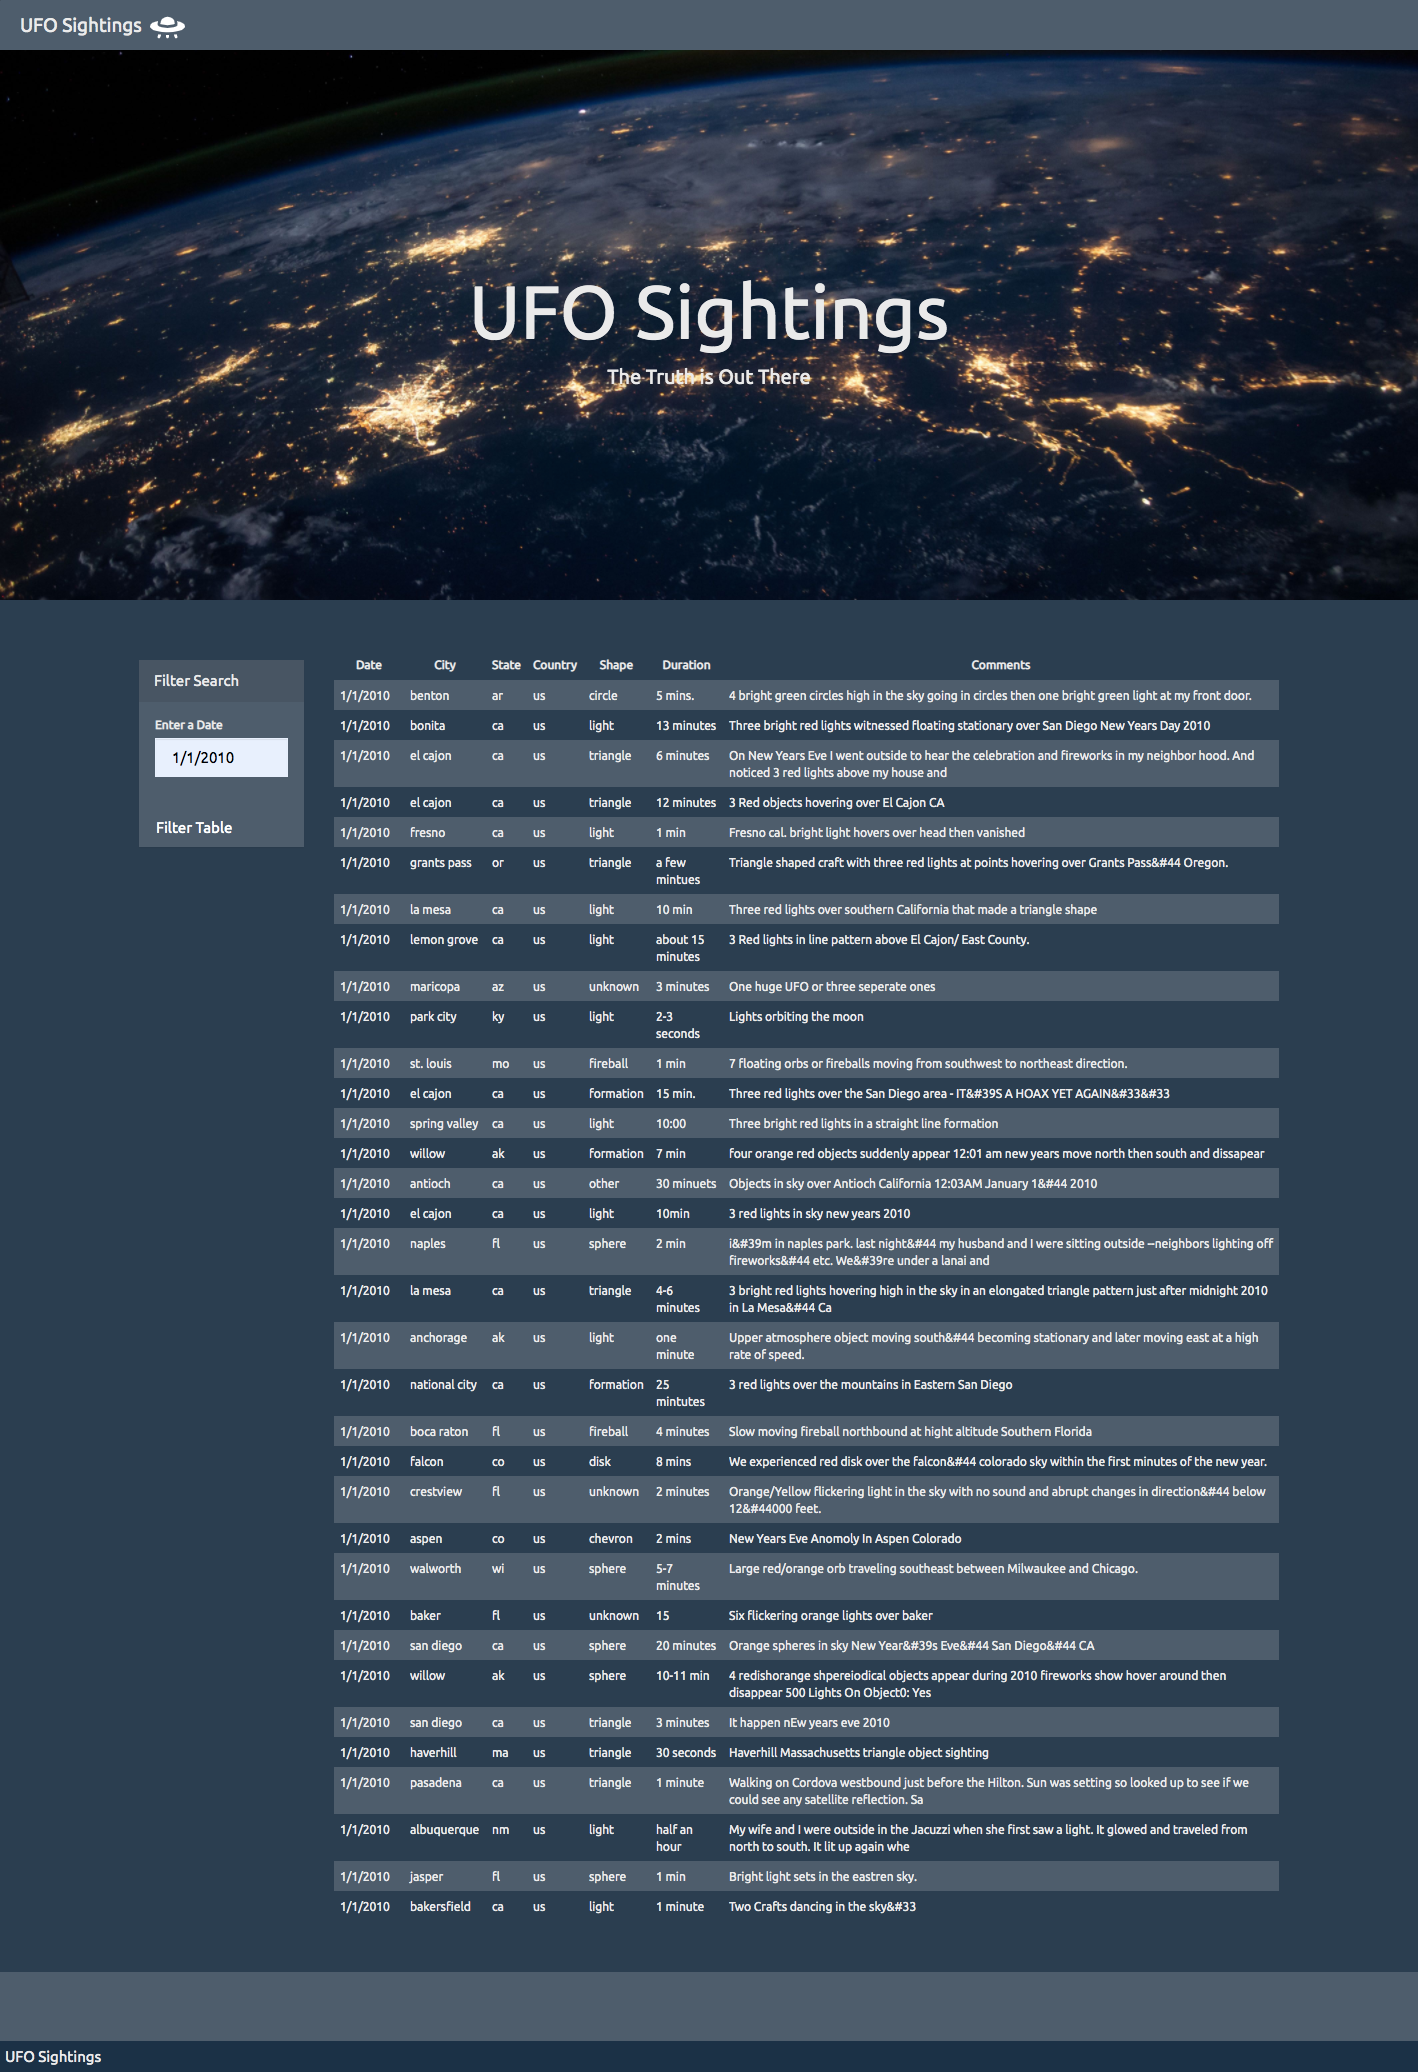 UFO Sightings
UFO Sightings
The Truth is Out There
Filter Search
Enter a Date
1/1/2010
Filter Table
Date City State Country Shape Duration Comments
1/1/2010 benton ar us circle 5 mins. 4 bright green circles high in the sky going in circles then one bright green light at my front door.
1/1/2010 bonita ca us light 13 minutes Three bright red lights witnessed floating stationary over San Diego New Years Day 2010
1/1/2010 el cajon ca us triangle 6 minutes On New Years Eve I went outside to hear the celebration and fireworks in my neighbor hood. And
noticed 3 red lights above my house and
1/1/2010 el cajon ca us triangle 12 minutes 3 Red objects hovering over El Cajon CA
1/1/2010 fresno ca us light 1 min Fresno cal. bright light hovers over head then vanished
1/1/2010 grants pass or us triangle a few Triangle shaped craft with three red lights at points hovering over Grants Pass&#44 Oregon.
mintues
1/1/2010 la mesa ca us light 10 min Three red lights over southern California that made a triangle shape
1/1/2010 lemon grove ca us light about 15 3 Red lights in line pattern above El Cajon/ East County.
minutes
1/1/2010 maricopa az us unknown 3 minutes One huge UFO or three seperate ones
1/1/2010 park city ky us light 2-3 Lights orbiting the moon
seconds
1/1/2010 st. louis mo us fireball 1 min 7 floating orbs or fireballs moving from southwest to northeast direction.
1/1/2010 el cajon ca us formation 15 min. Three red lights over the San Diego area - IT&#39S A HOAX YET AGAIN&#33&#33
1/1/2010 spring valley ca us light 10:00 Three bright red lights in a straight line formation
1/1/2010 willow ak us formation 7 min four orange red objects suddenly appear 12:01 am new years move north then south and dissapear
1/1/2010 antioch ca us other 30 minuets Objects in sky over Antioch California 12:03AM January 1&#44 2010
1/1/2010 el cajon ca us light 10min 3 red lights in sky new years 2010
1/1/2010 naples fl us sphere 2 min i&#39m in naples park. last night&#44 my husband and I were sitting outside --neighbors lighting off
fireworks&#44 etc. We&#39re under a lanai and
1/1/2010 la mesa ca us triangle 4-6 3 bright red lights hovering high in the sky in an elongated triangle pattern just after midnight 2010
minutes in La Mesa&#44 Ca
1/1/2010 anchorage ak us light one Upper atmosphere object moving south&#44 becoming stationary and later moving east at a high
minute rate of speed.
1/1/2010 national city ca us formation 25 3 red lights over the mountains in Eastern San Diego
mintutes
1/1/2010 boca raton fl us fireball 4 minutes Slow moving fireball northbound at hight altitude Southern Florida
1/1/2010 falcon co us disk 8 mins We experienced red disk over the falcon&#44 colorado sky within the first minutes of the new year.
1/1/2010 crestview fl us unknown 2 minutes Orange/Yellow flickering light in the sky with no sound and abrupt changes in direction&#44 below
12&#44000 feet.
1/1/2010 aspen co us chevron 2 mins New Years Eve Anomoly In Aspen Colorado
1/1/2010 walworth wi us sphere 5-7 Large red/orange orb traveling southeast between Milwaukee and Chicago.
minutes
1/1/2010 baker fl us unknown 15 Six flickering orange lights over baker
1/1/2010 san diego ca us sphere 20 minutes Orange spheres in sky New Year&#39s Eve&#44 San Diego&#44 CA
1/1/2010 willow ak us sphere 10-11 min 4 redishorange shpereiodical objects appear during 2010 fireworks show hover around then
disappear 500 Lights On Object0: Yes
1/1/2010 san diego ca us triangle 3 minutes It happen nEw years eve 2010
1/1/2010 haverhill ma us triangle 30 seconds Haverhill Massachusetts triangle object sighting
1/1/2010 pasadena ca us triangle 1 minute Walking on Cordova westbound just before the Hilton. Sun was setting so looked up to see if we
could see any satellite reflection. Sa
1/1/2010 albuquerque nm us light half an My wife and I were outside in the Jacuzzi when she first saw a light. It glowed and traveled from
hour north to south. It lit up again whe
1/1/2010 jasper fl us sphere 1 min Bright light sets in the eastren sky.
1/1/2010 bakersfield ca us light 1 minute Two Crafts dancing in the sky&#33
UFO Sightings